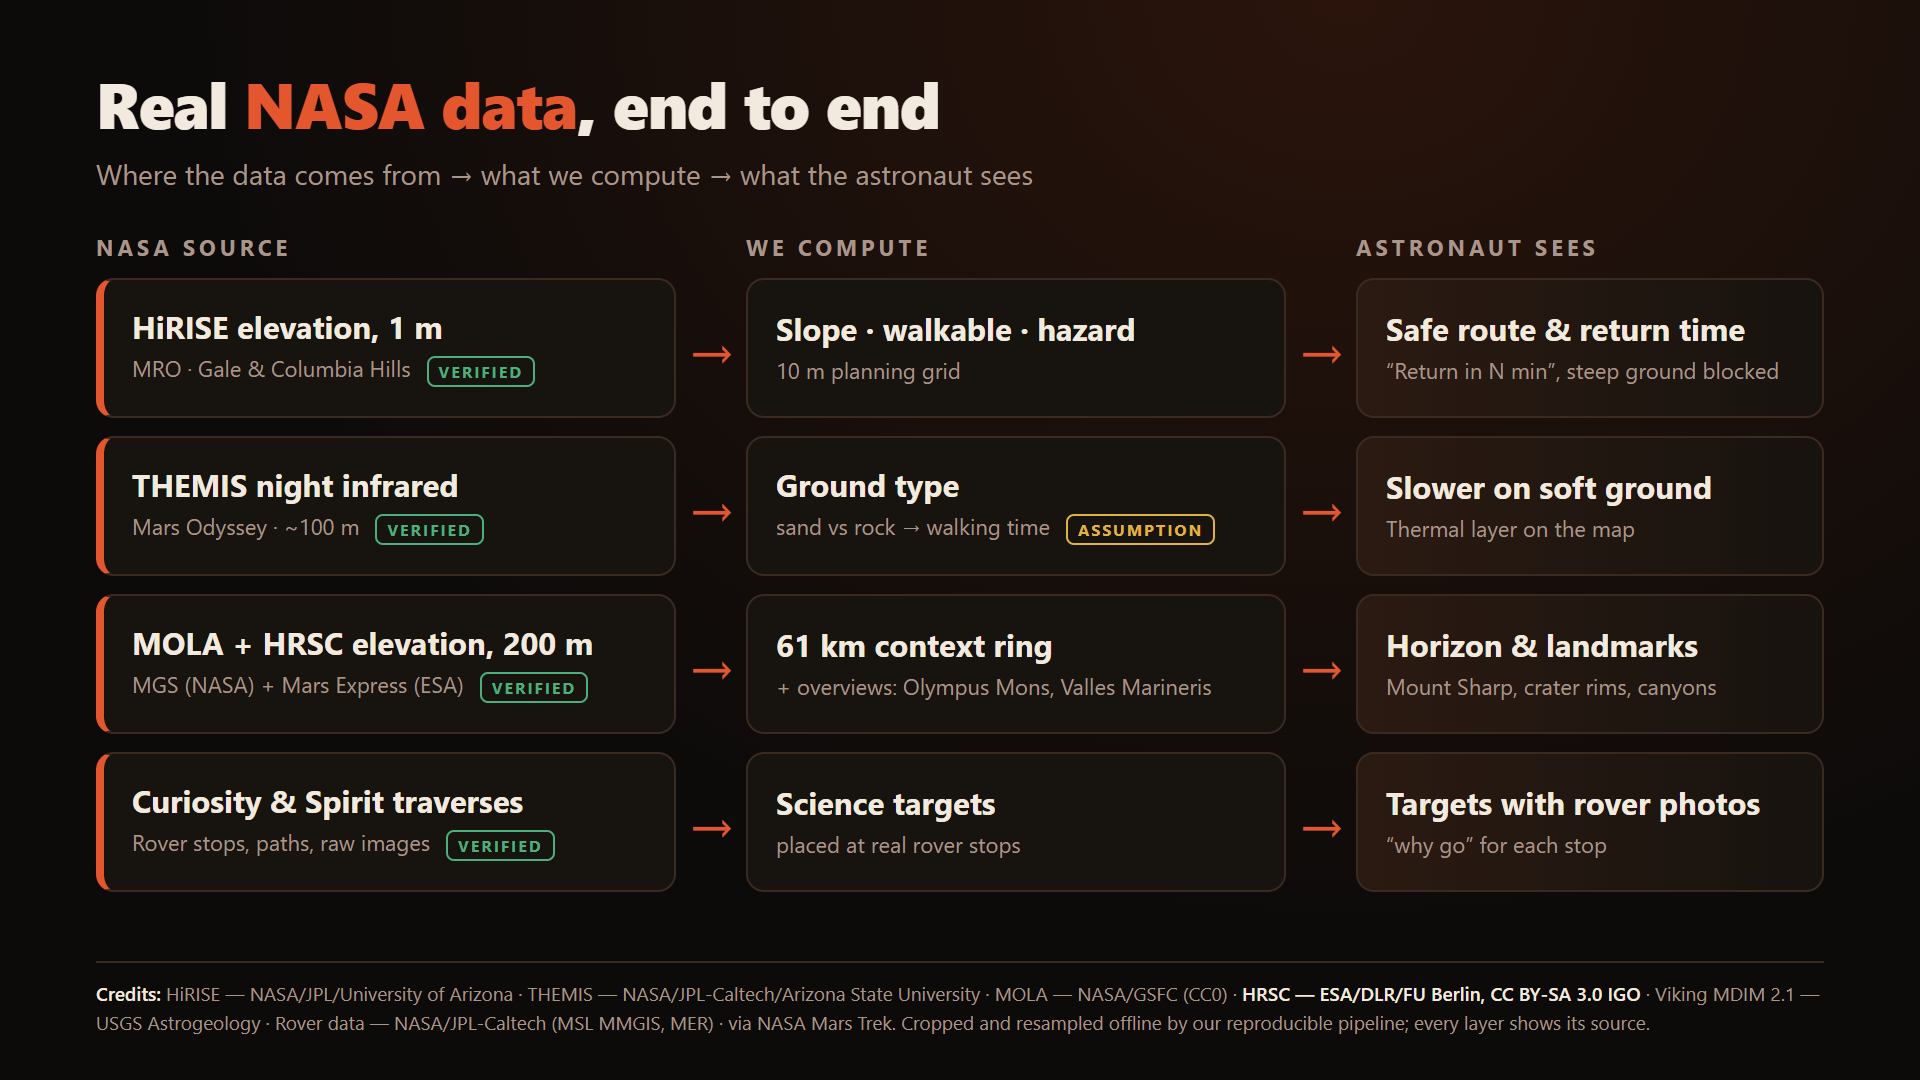 Real NASA data, end to end
Where the data comes from → what we compute → what the astronaut sees
NASA SOURCE
WE COMPUTE
ASTRONAUT SEES
HiRISE elevation, 1 m
MRO · Gale & Columbia Hills VERIFIED
→
Slope · walkable · hazard
10 m planning grid
→
Safe route & return time
“Return in N min”, steep ground blocked
THEMIS night infrared
Mars Odyssey · ~100 m VERIFIED
→
Ground type
sand vs rock → walking time ASSUMPTION
→
Slower on soft ground
Thermal layer on the map
MOLA + HRSC elevation, 200 m
MGS (NASA) + Mars Express (ESA) VERIFIED
→
61 km context ring
+ overviews: Olympus Mons, Valles Marineris
→
Horizon & landmarks
Mount Sharp, crater rims, canyons
Curiosity & Spirit traverses
Rover stops, paths, raw images VERIFIED
→
Science targets
placed at real rover stops
→
Targets with rover photos
“why go” for each stop
Credits: HiRISE — NASA/JPL/University of Arizona · THEMIS — NASA/JPL-Caltech/Arizona State University · MOLA — NASA/GSFC (CC0) · HRSC — ESA/DLR/FU Berlin, CC BY-SA 3.0 IGO · Viking MDIM 2.1 —
USGS Astrogeology · Rover data — NASA/JPL-Caltech (MSL MMGIS, MER) · via NASA Mars Trek. Cropped and resampled offline by our reproducible pipeline; every layer shows its source.